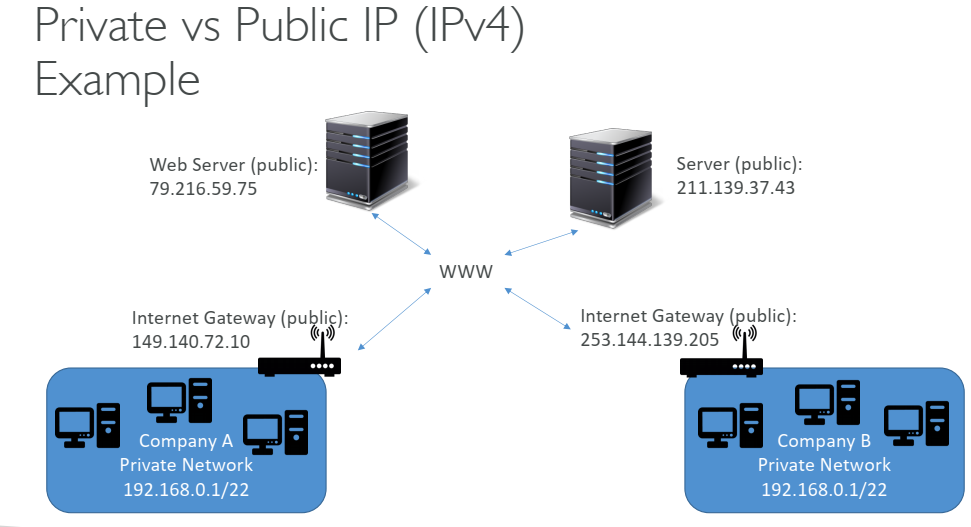 Private vs Public IP (IPv4)
Example
Web Server (public):
79.216.59.75
Server (public):
211.139.37.43
WWW
Internet Gateway (public):
149.140.72.10
Internet Gateway (public):
253.144.139.205
Company A
Private Network
192.168.0.1/22
Company B
Private Network
192.168.0.1/22